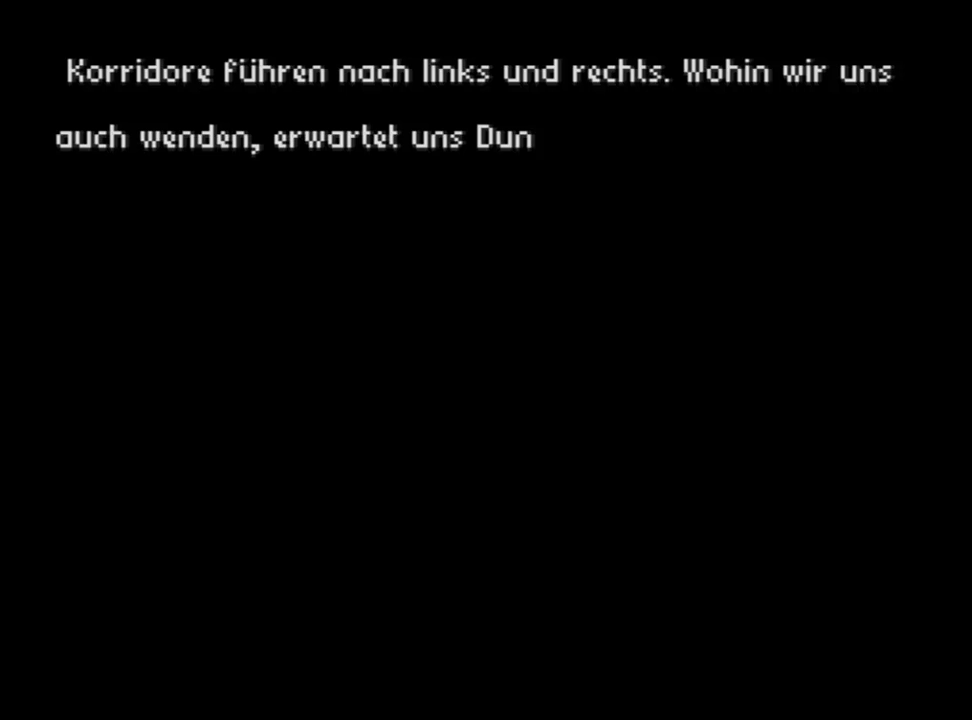 Korridore führen nach links und rechts. Wohin wir uns
auch wenden, erwartet uns Dun